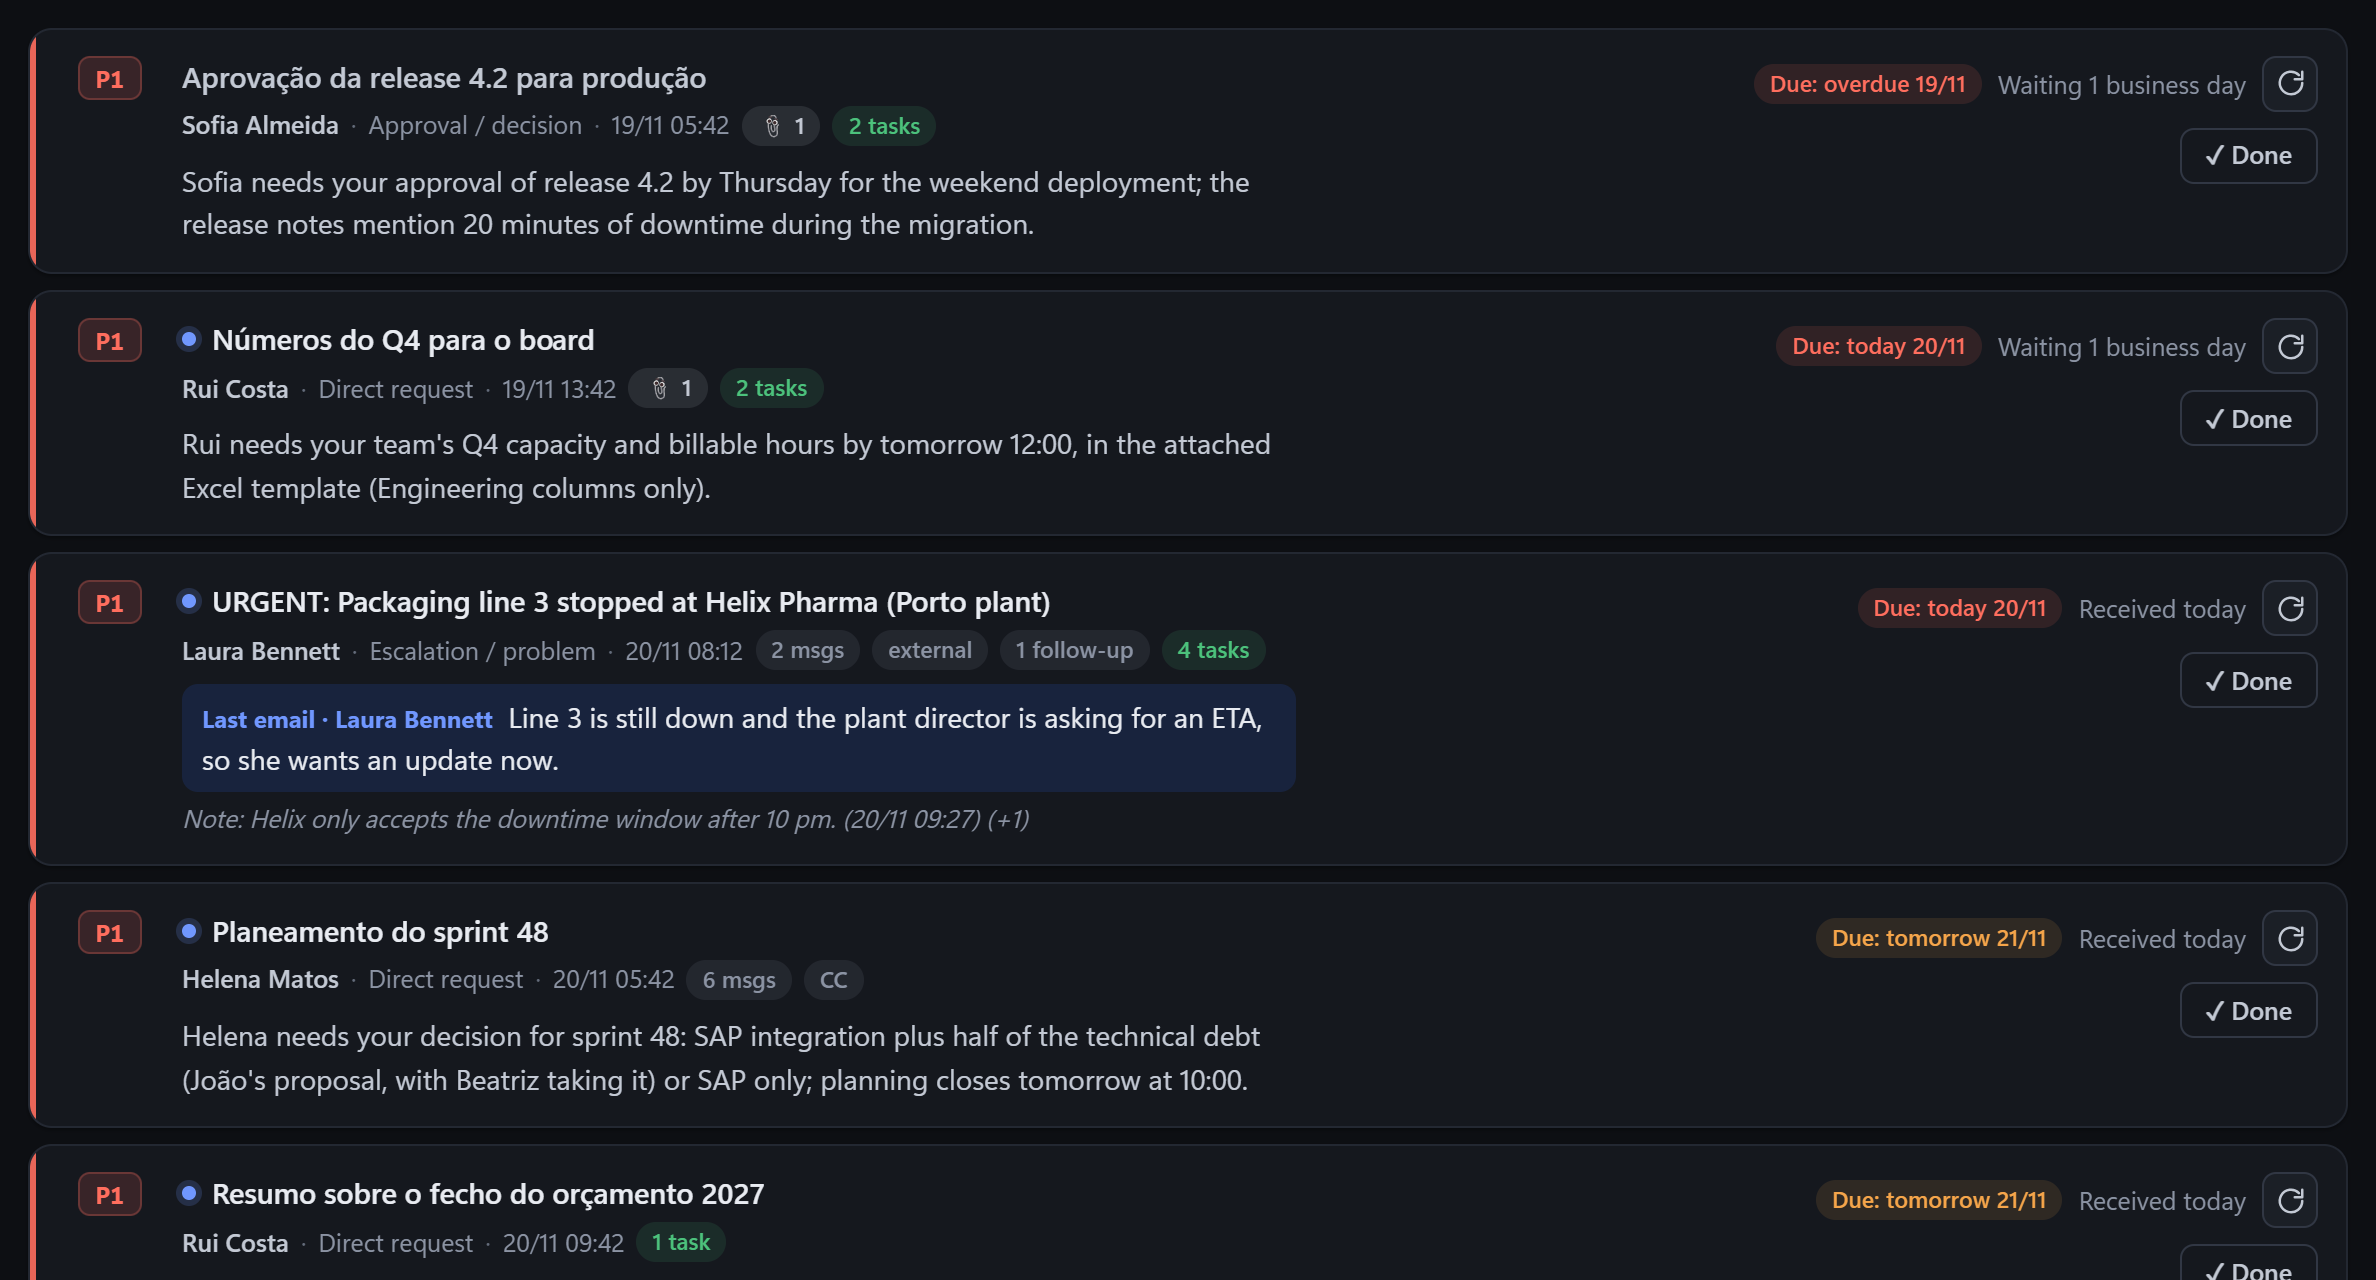 P1 Aprovação da release 4.2 para produção Due: overdue 19/11 Waiting 1 business day
Sofia Almeida · Approval / decision · 19/11 05:42 1 2 tasks
✓ Done
Sofia needs your approval of release 4.2 by Thursday for the weekend deployment; the
release notes mention 20 minutes of downtime during the migration.
P1 Números do Q4 para o board Due: today 20/11 Waiting 1 business day
Rui Costa · Direct request · 19/11 13:42 1 2 tasks
✓ Done
Rui needs your team's Q4 capacity and billable hours by tomorrow 12:00, in the attached
Excel template (Engineering columns only).
P1 URGENT: Packaging line 3 stopped at Helix Pharma (Porto plant) Due: today 20/11 Received today
Laura Bennett · Escalation / problem · 20/11 08:12 2 msgs external 1 follow-up 4 tasks
✓ Done
Last email · Laura Bennett Line 3 is still down and the plant director is asking for an ETA,
so she wants an update now.
Note: Helix only accepts the downtime window after 10 pm. (20/11 09:27) (+1)
P1 Planeamento do sprint 48 Due: tomorrow 21/11 Received today
Helena Matos · Direct request · 20/11 05:42 6 msgs CC
✓ Done
Helena needs your decision for sprint 48: SAP integration plus half of the technical debt
(João's proposal, with Beatriz taking it) or SAP only; planning closes tomorrow at 10:00.
P1 Resumo sobre o fecho do orçamento 2027 Due: tomorrow 21/11 Received today
Rui Costa · Direct request · 20/11 09:42 1 task
✓ Done